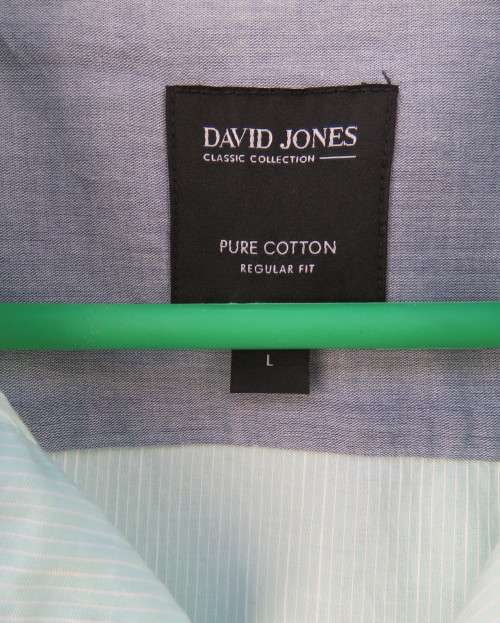 DAVID JONES
CLASSIC COLLECTION
PURE COTTON
REGULAR FIT
L